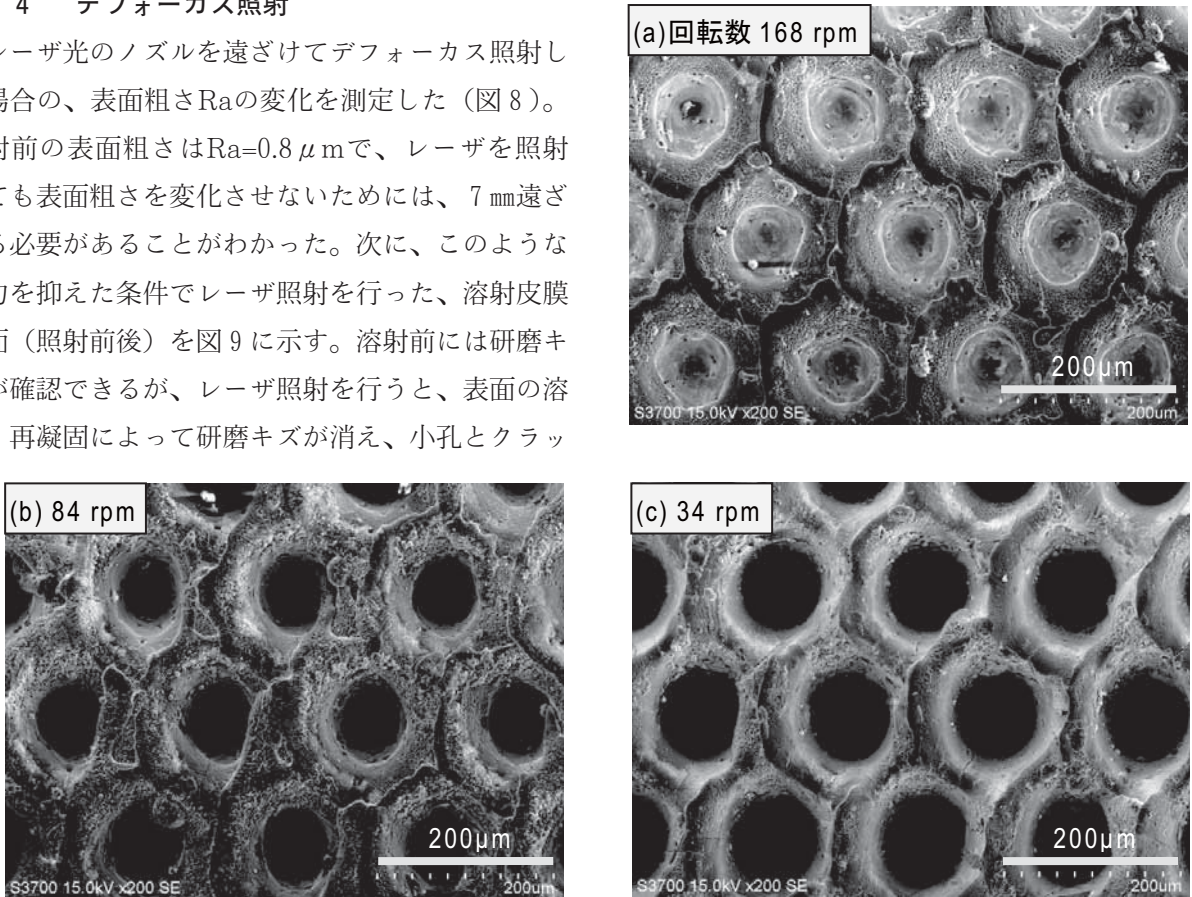 4 デフォーカス照射
レーザ光のノズルを遠ざけてデフォーカス照射し
場合の、表面粗さRaの変化を測定した（図8）。
射前の表面粗さはRa=0.8μmで、レーザを照射
ても表面粗さを変化させないためには、7㎜遠ざ
る必要があることがわかった。次に、このような
力を抑えた条件でレーザ照射を行った、溶射皮膜
面（照射前後）を図9に示す。溶射前には研磨キ
が確認できるが、レーザ照射を行うと、表面の溶
、再凝固によって研磨キズが消え、小孔とクラッ
(a)回転数 168 rpm
200μm
S3700 15.0kV x200 SE 200um
(b) 84 rpm
200μm
S3700 15.0kV x200 SE 200um
(c) 34 rpm
200μm
S3700 15.0kV x200 SE 200um